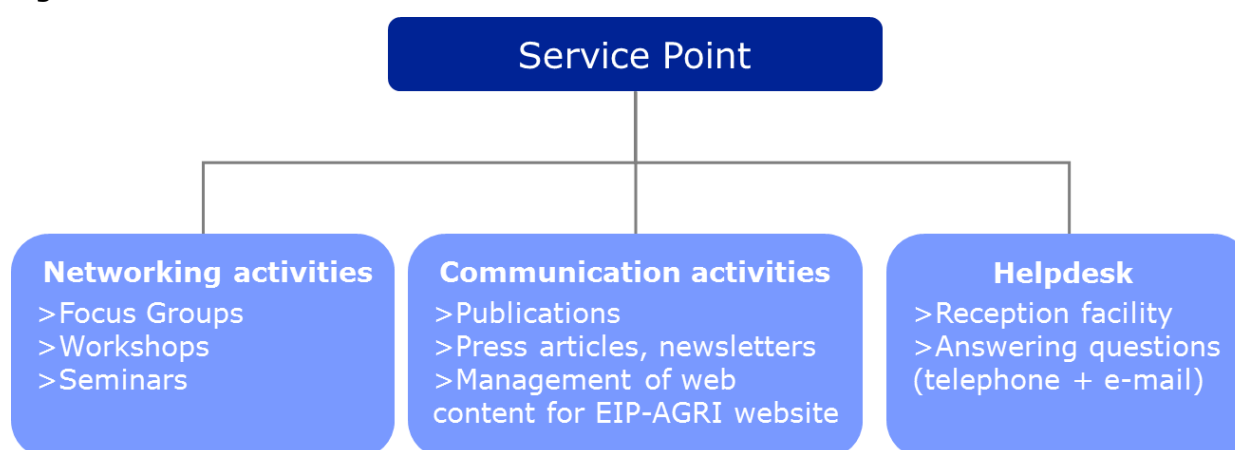 Service Point
Networking activities
>Focus Groups
>Workshops
>Seminars
Communication activities
>Publications
>Press articles, newsletters
>Management of web
content for EIP-AGRI website
Helpdesk
>Reception facility
>Answering questions
(telephone + e-mail)